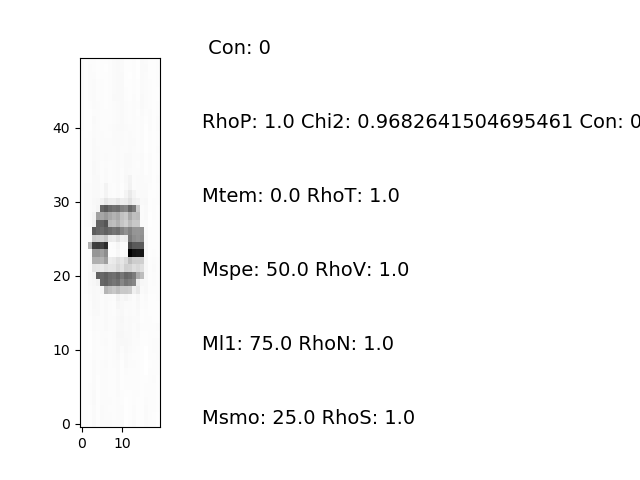 Con: 0
RhoP: 1.0 Chi2: 0.9682641504695461 Con: 0
Mtem: 0.0 RhoT: 1.0
Mspe: 50.0 RhoV: 1.0
Ml1: 75.0 RhoN: 1.0
Msmo: 25.0 RhoS: 1.0
40
30
20
10
0
0 10